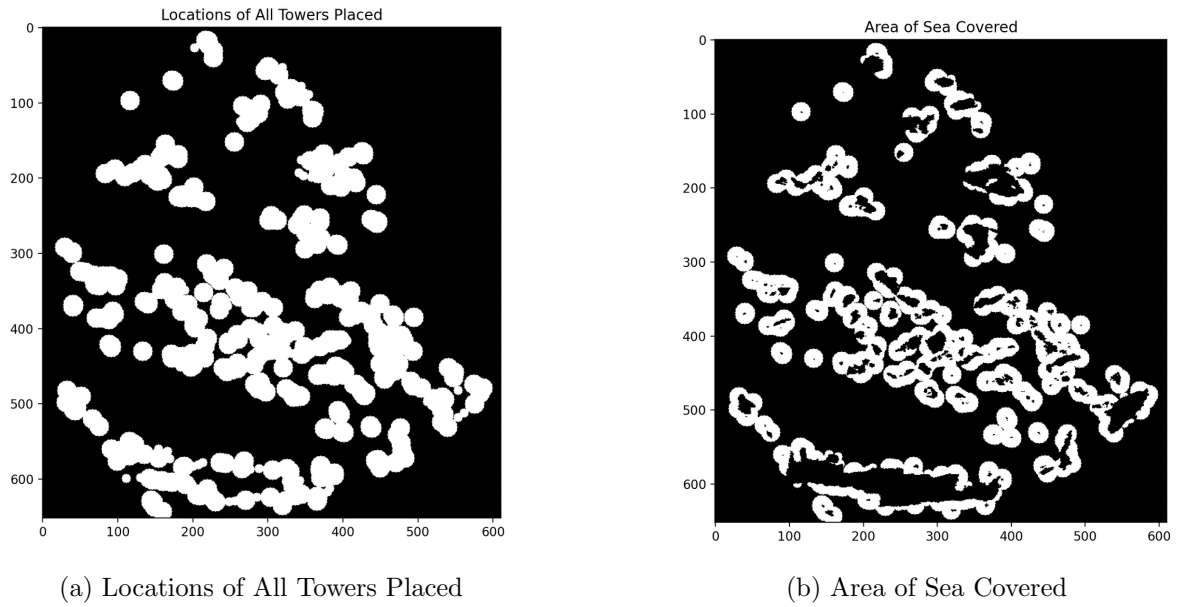 Locations of All Towers Placed
0
100
200
300
400
500
600
0 100 200 300 400 500 600
(a) Locations of All Towers Placed
Area of Sea Covered
0
100
200
300
400
500
600
0 100 200 300 400 500 600
(b) Area of Sea Covered